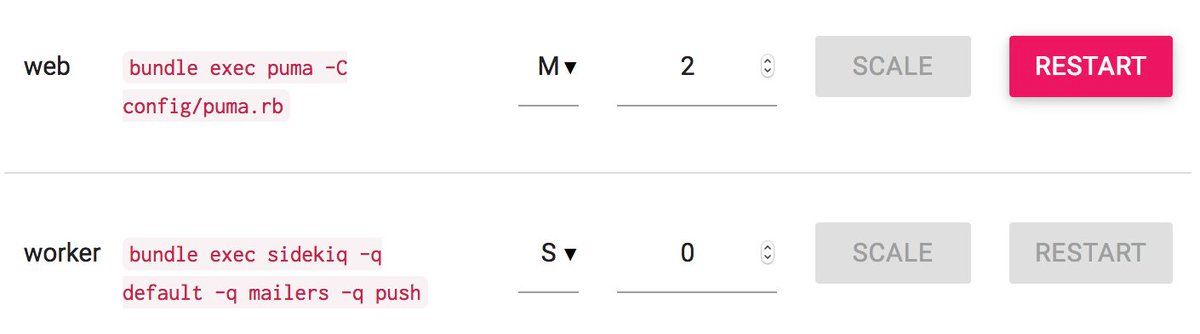 web bundle exec puma -C M ▾ 2 SCALE RESTART
config/puma.rb
worker bundle exec sidekiq -q S ▾ 0 SCALE RESTART
default -q mailers -q push